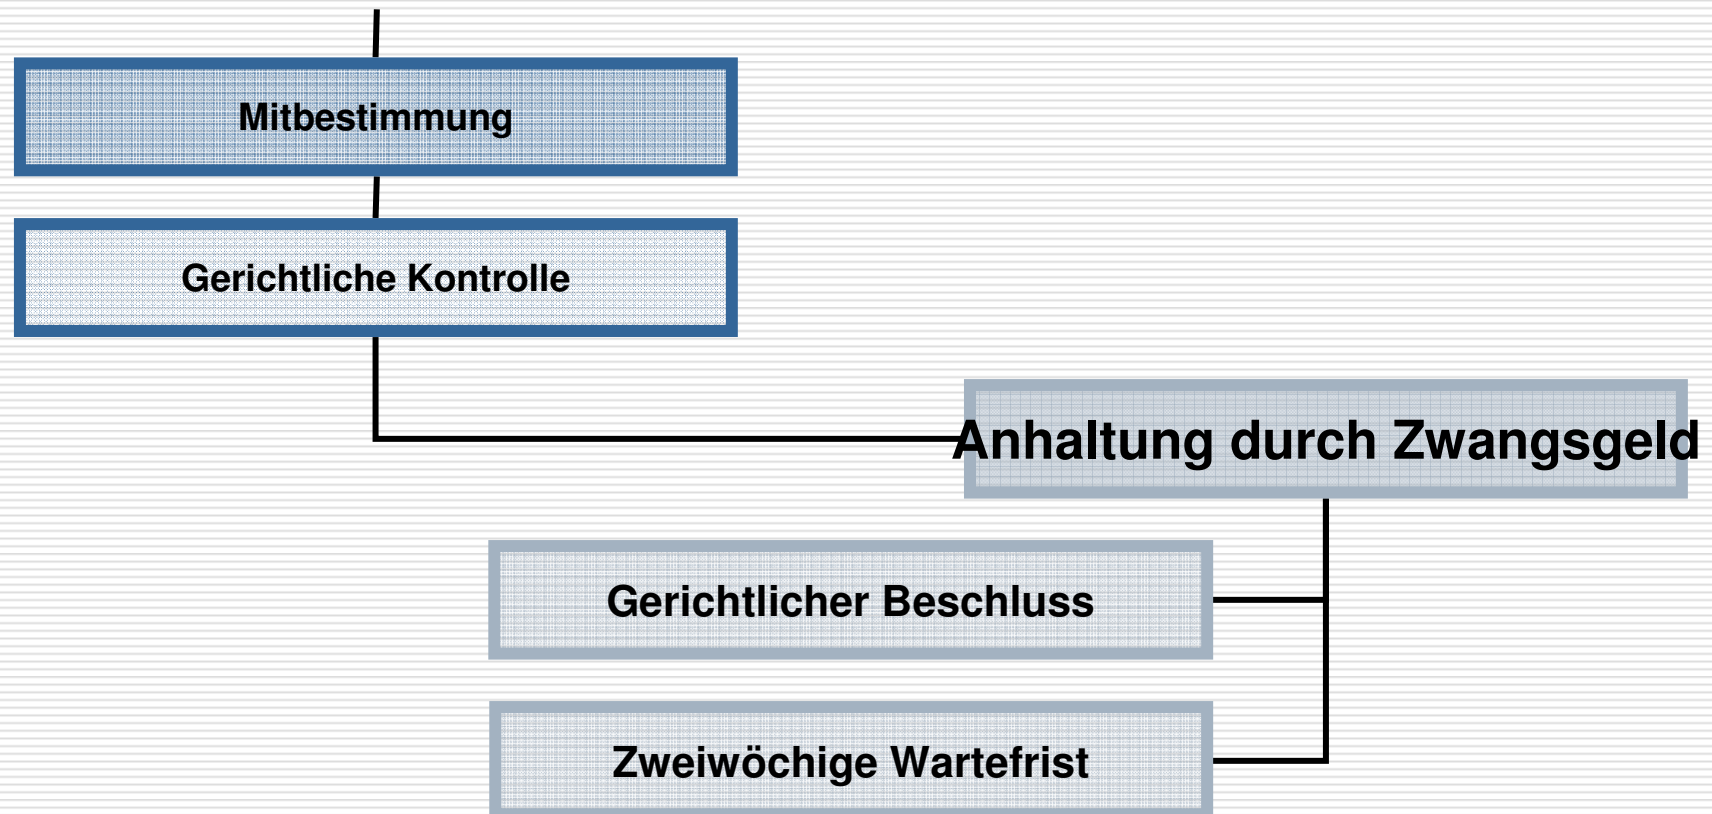 Mitbestimmung
Gerichtliche Kontrolle
Anhaltung durch Zwangsgeld
Gerichtlicher Beschluss
Zweiwöchige Wartefrist